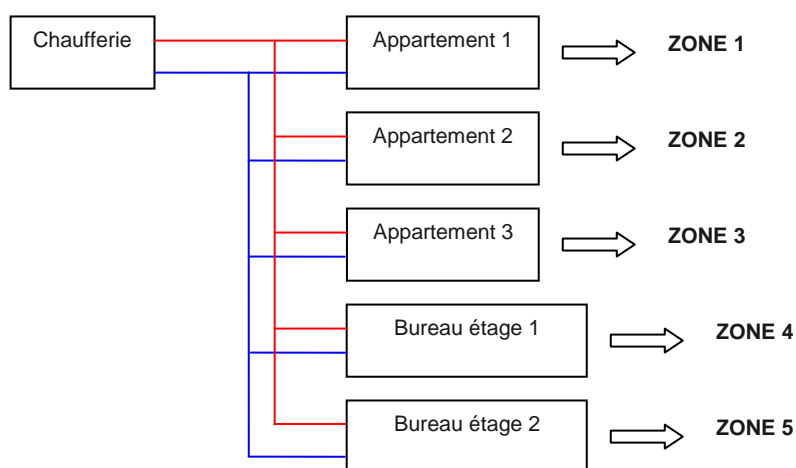 Chaufferie
Appartement 1
ZONE 1
Appartement 2
ZONE 2
Appartement 3
ZONE 3
Bureau étage 1
ZONE 4
Bureau étage 2
ZONE 5